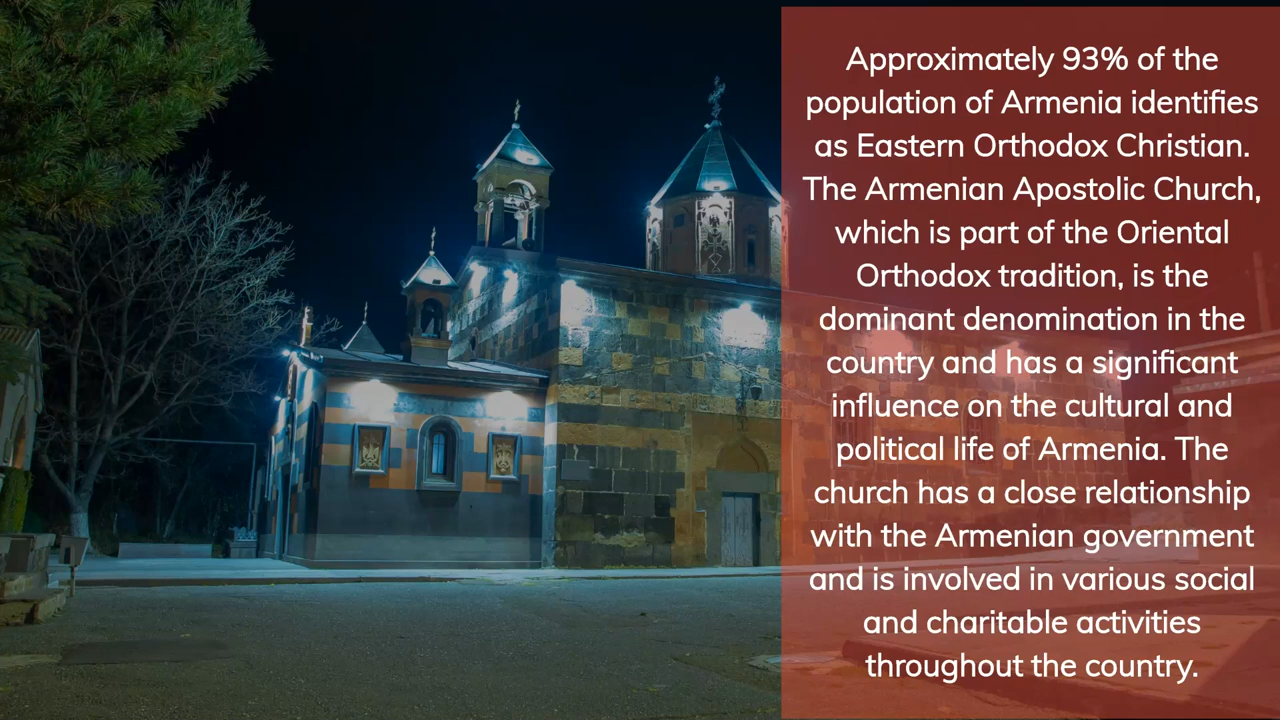 Approximately 93% of the
population of Armenia identifies
as Eastern Orthodox Christian.
The Armenian Apostolic Church,
which is part of the Oriental
Orthodox tradition, is the
dominant denomination in the
country and has a significant
influence on the cultural and
political life of Armenia. The
church has a close relationship
with the Armenian government
and is involved in various social
and charitable activities
throughout the country.